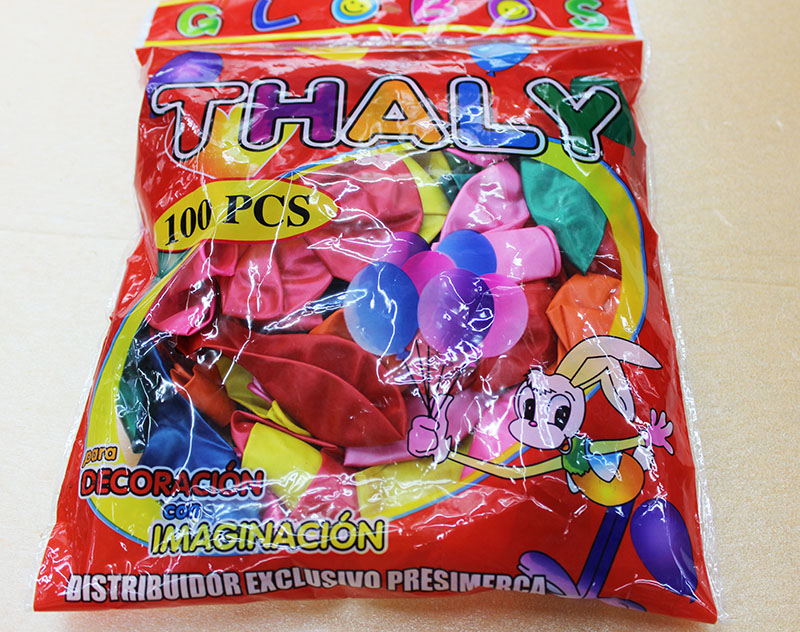 GLOBOS
THALY
100 PCS
para
DECORACIÓN
con
IMAGINACIÓN
DISTRIBUIDOR EXCLUSIVO PRESIMERCA